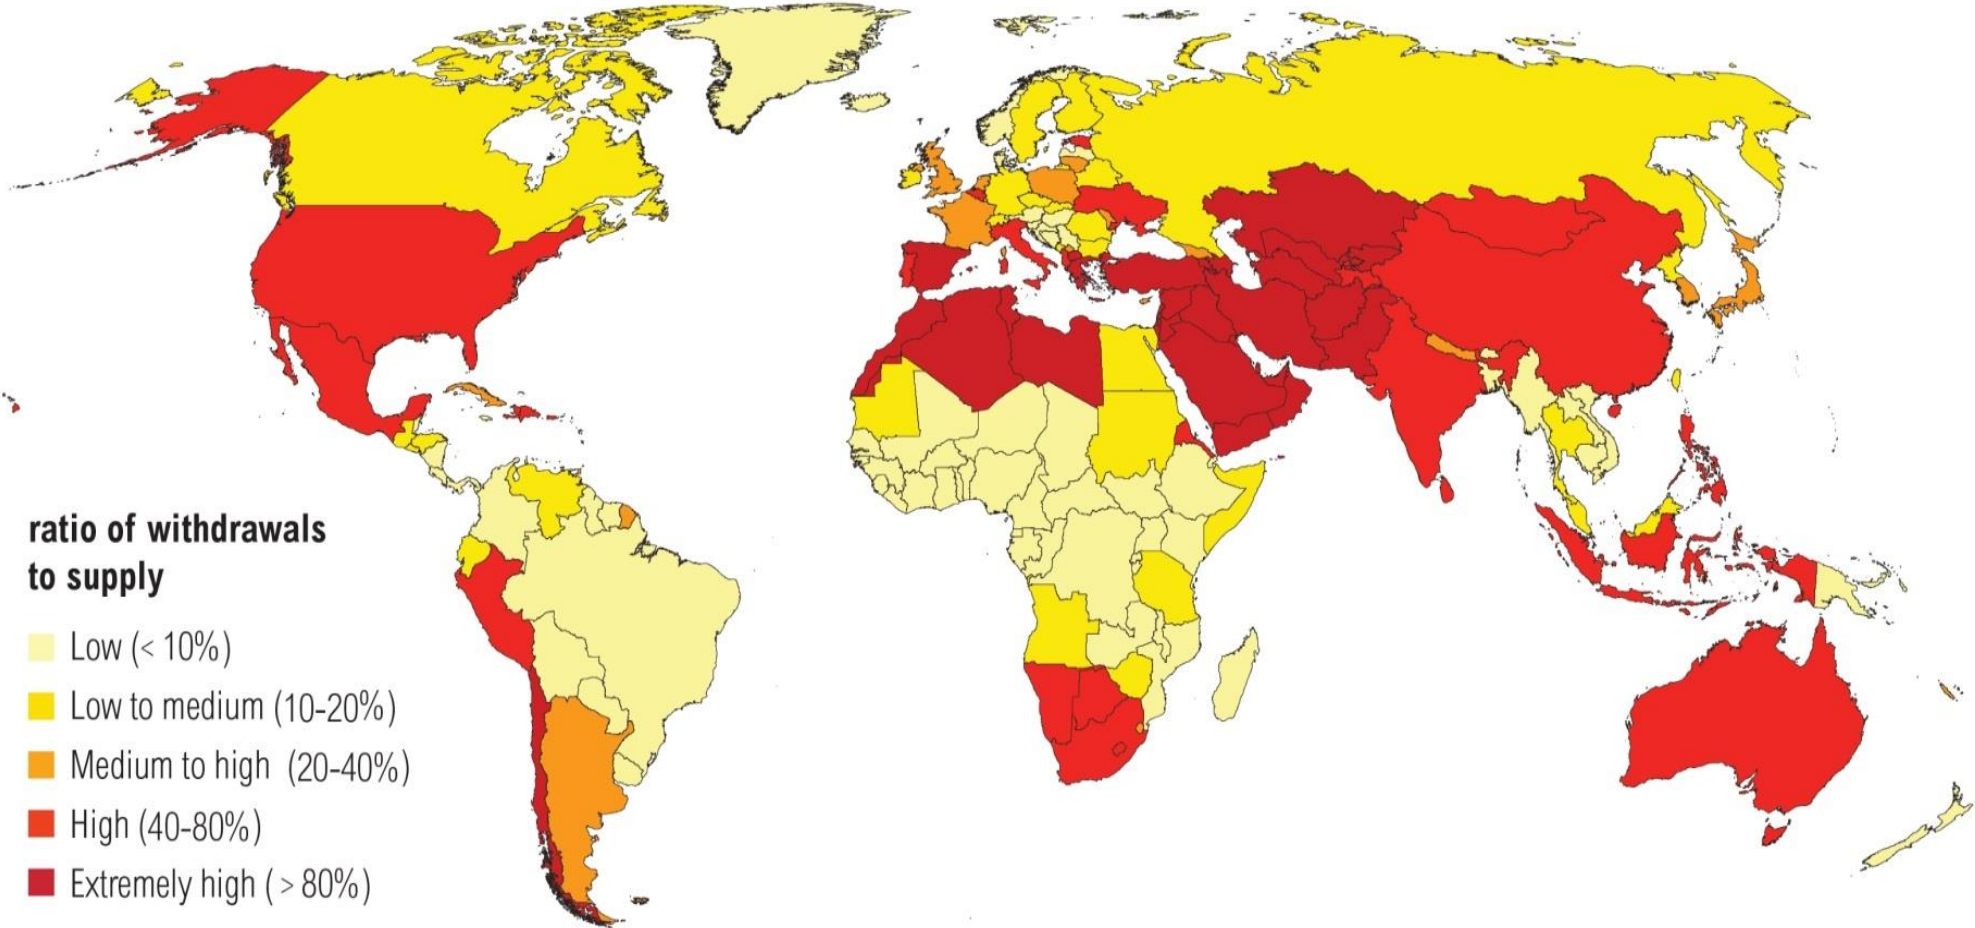 ratio of withdrawals
to supply
Low (< 10%)
Low to medium (10-20%)
Medium to high (20-40%)
High (40-80%)
Extremely high ( > 80%)